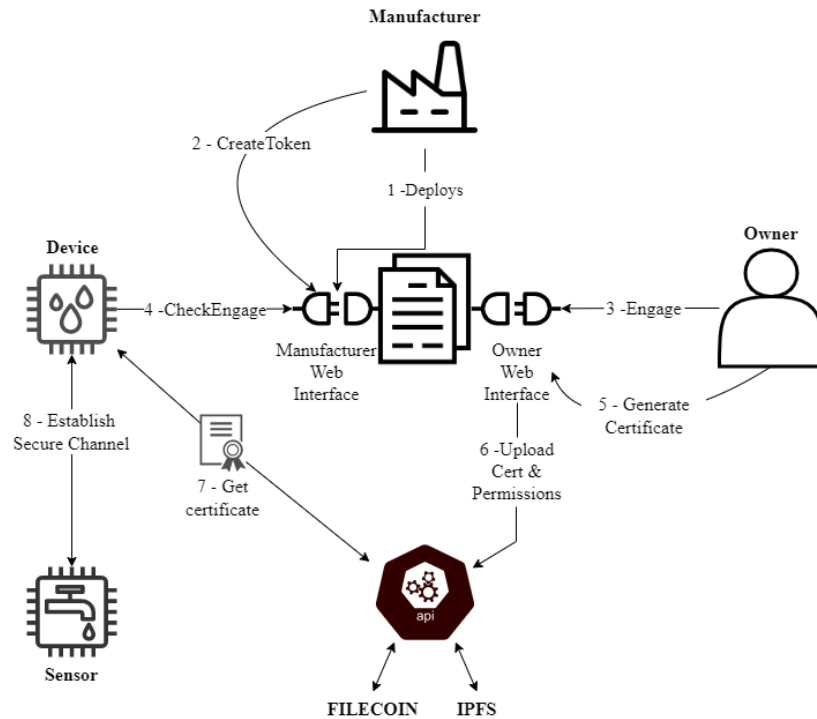 Manufacturer
2 - CreateToken
1 -Deploys
Device
Owner
4 -CheckEngage
3 -Engage
Manufacturer
Web
Interface
Owner
Web
Interface
5 - Generate
Certificate
8 - Establish
Secure Channel
6 -Upload
Cert &
Permissions
7 - Get
certificate
api
Sensor
FILECOIN
IPFS